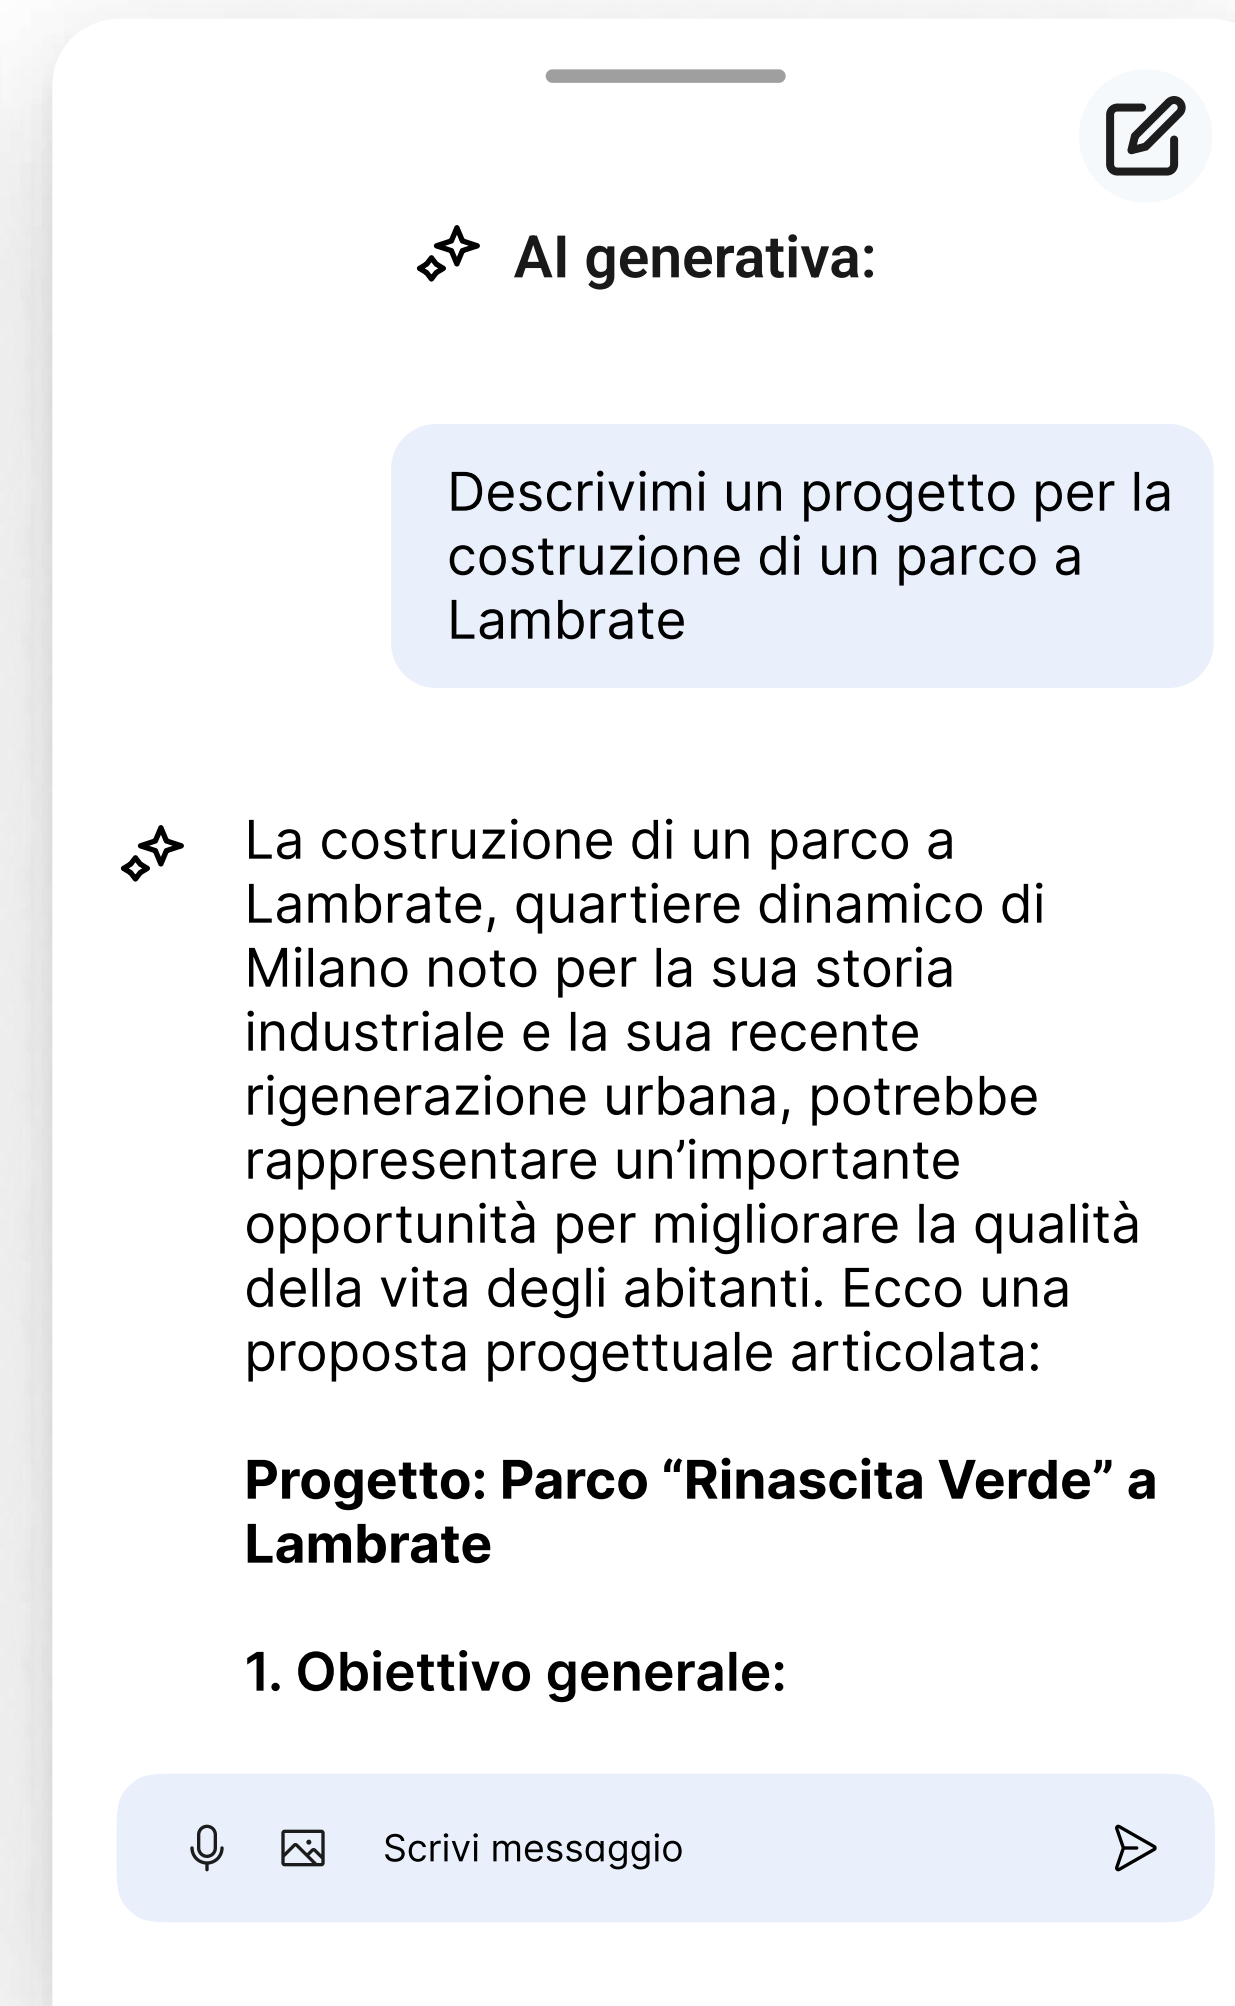 AI generativa:
Descrivimi un progetto per la
costruzione di un parco a
Lambrate
La costruzione di un parco a
Lambrate, quartiere dinamico di
Milano noto per la sua storia
industriale e la sua recente
rigenerazione urbana, potrebbe
rappresentare un’importante
opportunità per migliorare la qualità
della vita degli abitanti. Ecco una
proposta progettuale articolata:
Progetto: Parco “Rinascita Verde” a
Lambrate
1. Obiettivo generale:
Scrivi messaggio